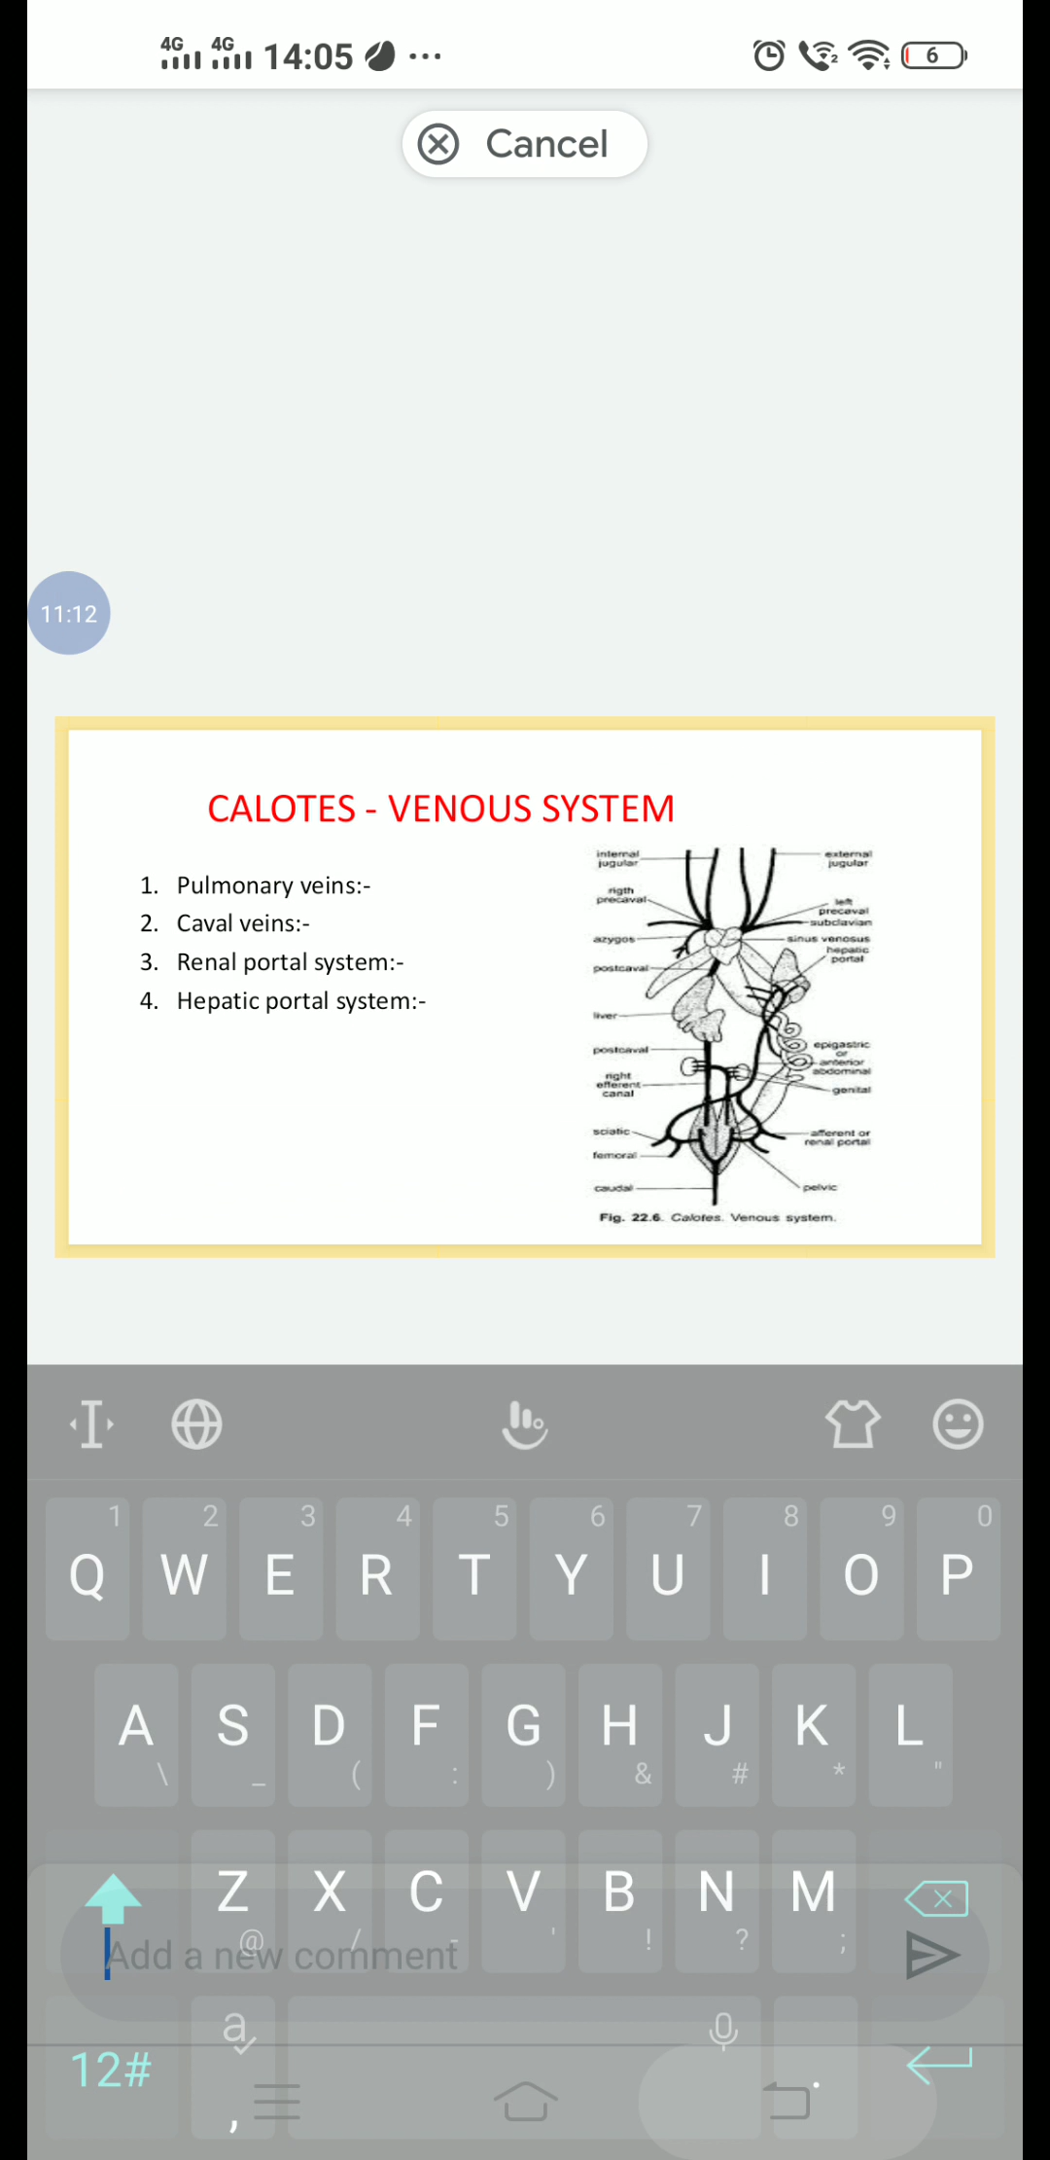 4G 4G 14:05 ... 2 6
Cancel
11:12
CALOTES - VENOUS SYSTEM
1. Pulmonary veins:-
2. Caval veins:-
3. Renal portal system:-
4. Hepatic portal system:-
internal
jugular
external
jugular
rigth
precaval
left
precaval
subclavian
azygos
sinus venosus
hepatic
portal
postcaval
liver
postcaval
epigastric
or
anterior
abdominal
right
efferent
canal
genital
sciatic
afferent or
renal portal
femoral
caudal
pelvic
Fig. 22.6. Calotes. Venous system.
1 2 3 4 5 6 7 8 9 0
Q W E R T Y U I O P
A S D F G H J K L
\ _ ( : ) & # * "
Z X C V B N M
@ / - ' ! ? ;
Add a new comment
a
12# , .